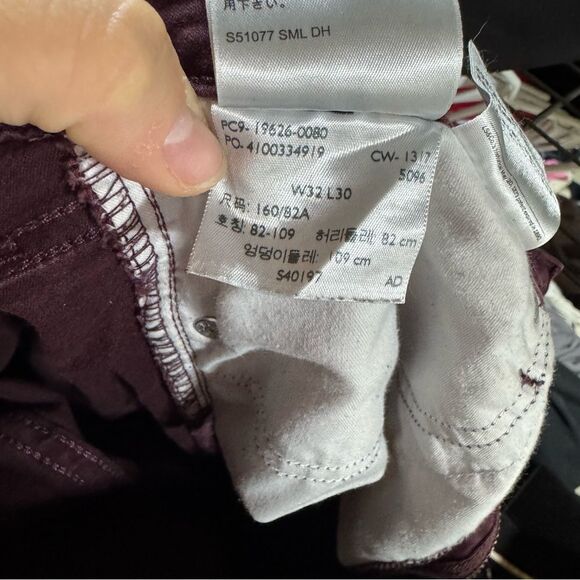 用下さい。
S51077 SML DH
PC9- 19626-0080
PO-4100334919
CW- 1317
5096
W32 L30
尺码: 160/82A
호칭: 82-109 허리둘레: 82 cm
엉덩이둘레: 109 cm
S40197 AD